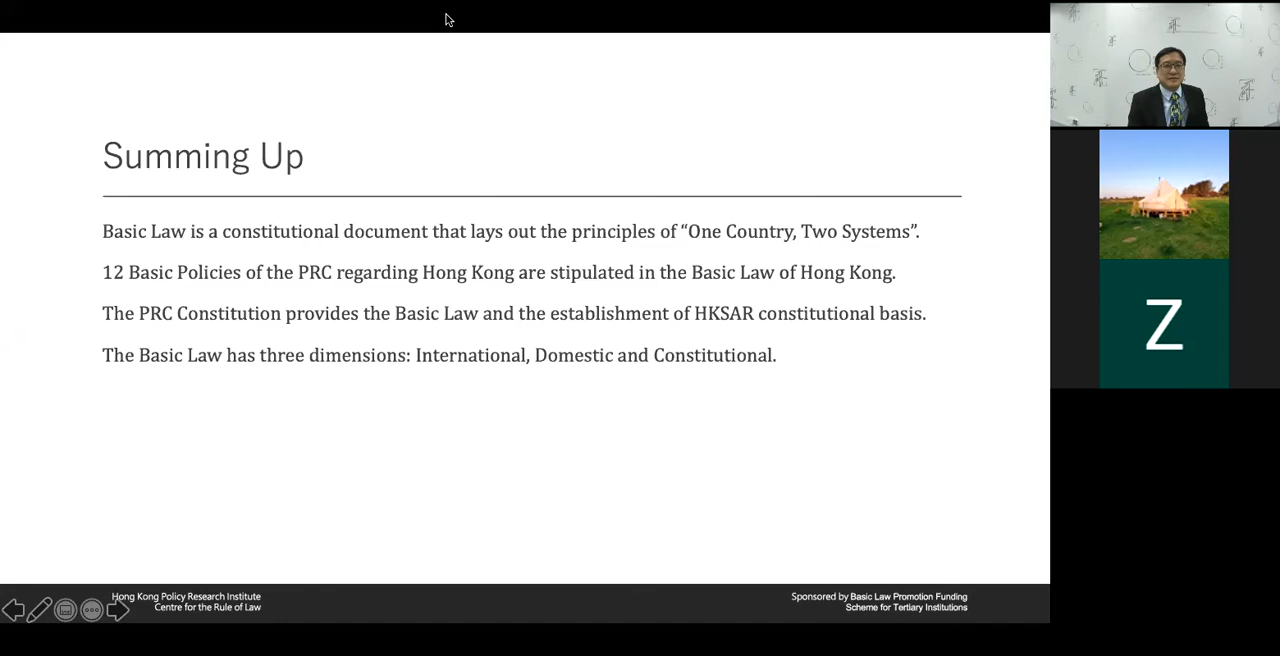 Summing Up
Basic Law is a constitutional document that lays out the principles of “One Country, Two Systems”.
12 Basic Policies of the PRC regarding Hong Kong are stipulated in the Basic Law of Hong Kong.
The PRC Constitution provides the Basic Law and the establishment of HKSAR constitutional basis.
The Basic Law has three dimensions: International, Domestic and Constitutional.
Hong Kong Policy Research Institute
Centre for the Rule of Law
Sponsored by Basic Law Promotion Funding
Scheme for Tertiary Institutions
Z